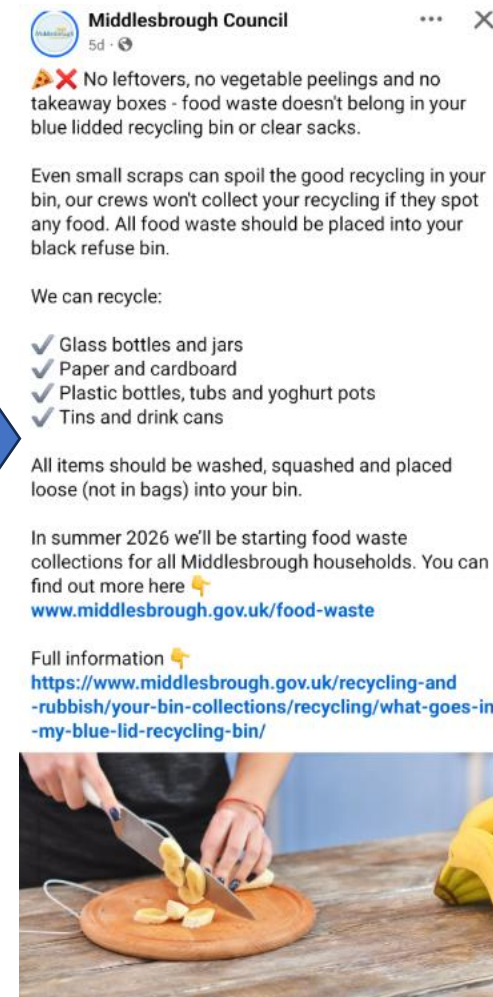 Middlesbrough Council
5d ·
🍕❌ No leftovers, no vegetable peelings and no
takeaway boxes - food waste doesn't belong in your
blue lidded recycling bin or clear sacks.
Even small scraps can spoil the good recycling in your
bin, our crews won't collect your recycling if they spot
any food. All food waste should be placed into your
black refuse bin.
We can recycle:
✔ Glass bottles and jars
✔ Paper and cardboard
✔ Plastic bottles, tubs and yoghurt pots
✔ Tins and drink cans
All items should be washed, squashed and placed
loose (not in bags) into your bin.
In summer 2026 we'll be starting food waste
collections for all Middlesbrough households. You can
find out more here 👇
www.middlesbrough.gov.uk/food-waste
Full information 👇
https://www.middlesbrough.gov.uk/recycling-and
-rubbish/your-bin-collections/recycling/what-goes-in
-my-blue-lid-recycling-bin/